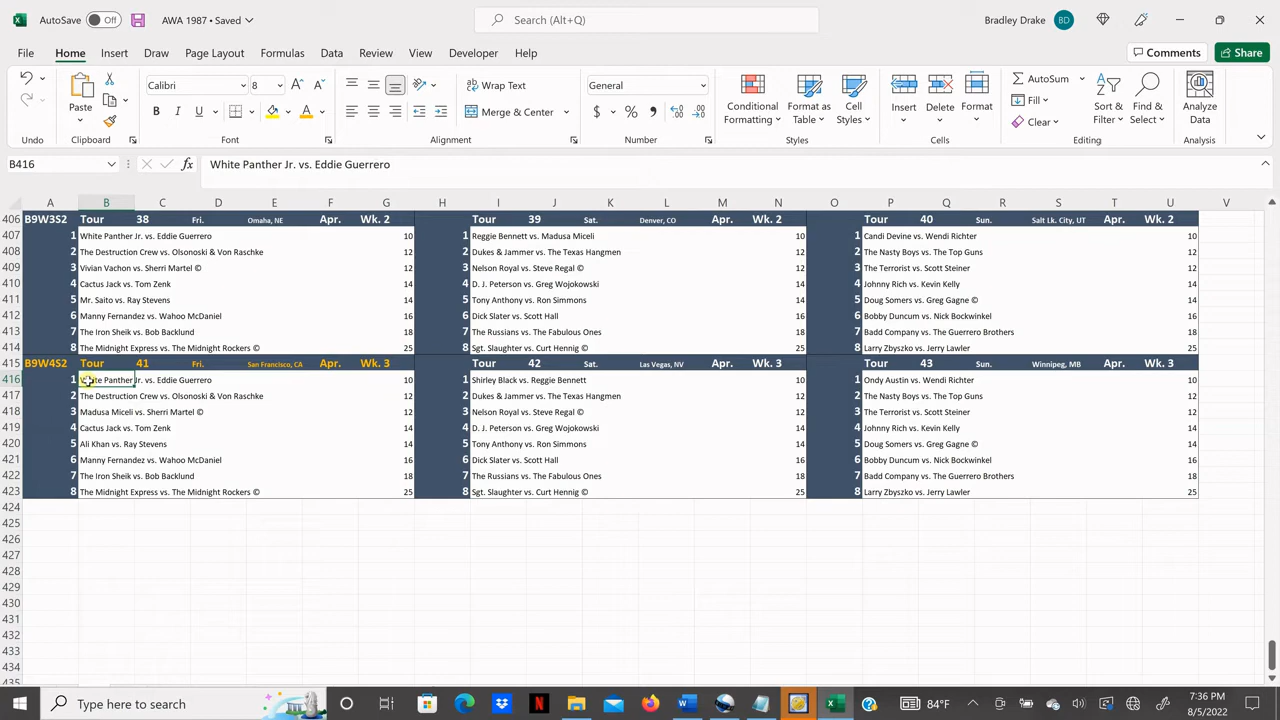 AutoSave Off AWA 1987 • Saved Search (Alt+Q) Bradley Drake BD
File Home Insert Draw Page Layout Formulas Data Review View Developer Help Comments Share
Calibri 8 Wrap Text General AutoSum
Paste B I U Merge & Center $ % Conditional Formatting Format as Table Cell Styles Insert Delete Format Fill Clear Sort & Filter Find & Select Analyze Data
Undo Clipboard Font Alignment Number Styles Cells Editing Analysis
B416 fx White Panther Jr. vs. Eddie Guerrero
A B C D E F G H I J K L M N O P Q R S T U V
406 B9W3S2 Tour 38 Fri. Omaha, NE Apr. Wk. 2 Tour 39 Sat. Denver, CO Apr. Wk. 2 Tour 40 Sun. Salt Lk. City, UT Apr. Wk. 2
407 1 White Panther Jr. vs. Eddie Guerrero 10 1 Reggie Bennett vs. Madusa Miceli 10 1 Candi Devine vs. Wendi Richter 10
408 2 The Destruction Crew vs. Olsonoski & Von Raschke 12 2 Dukes & Jammer vs. The Texas Hangmen 12 2 The Nasty Boys vs. The Top Guns 12
409 3 Vivian Vachon vs. Sherri Martel © 12 3 Nelson Royal vs. Steve Regal © 12 3 The Terrorist vs. Scott Steiner 12
410 4 Cactus Jack vs. Tom Zenk 14 4 D. J. Peterson vs. Greg Wojokowski 14 4 Johnny Rich vs. Kevin Kelly 14
411 5 Mr. Saito vs. Ray Stevens 14 5 Tony Anthony vs. Ron Simmons 14 5 Doug Somers vs. Greg Gagne © 14
412 6 Manny Fernandez vs. Wahoo McDaniel 16 6 Dick Slater vs. Scott Hall 16 6 Bobby Duncum vs. Nick Bockwinkel 16
413 7 The Iron Sheik vs. Bob Backlund 18 7 The Russians vs. The Fabulous Ones 18 7 Badd Company vs. The Guerrero Brothers 18
414 8 The Midnight Express vs. The Midnight Rockers © 25 8 Sgt. Slaughter vs. Curt Hennig © 25 8 Larry Zbyszko vs. Jerry Lawler 25
415 B9W4S2 Tour 41 Fri. San Francisco, CA Apr. Wk. 3 Tour 42 Sat. Las Vegas, NV Apr. Wk. 3 Tour 43 Sun. Winnipeg, MB Apr. Wk. 3
416 1 White Panther Jr. vs. Eddie Guerrero 10 1 Shirley Black vs. Reggie Bennett 10 1 Ondy Austin vs. Wendi Richter 10
417 2 The Destruction Crew vs. Olsonoski & Von Raschke 12 2 Dukes & Jammer vs. The Texas Hangmen 12 2 The Nasty Boys vs. The Top Guns 12
418 3 Madusa Miceli vs. Sherri Martel © 12 3 Nelson Royal vs. Steve Regal © 12 3 The Terrorist vs. Scott Steiner 12
419 4 Cactus Jack vs. Tom Zenk 14 4 D. J. Peterson vs. Greg Wojokowski 14 4 Johnny Rich vs. Kevin Kelly 14
420 5 Ali Khan vs. Ray Stevens 14 5 Tony Anthony vs. Ron Simmons 14 5 Doug Somers vs. Greg Gagne © 14
421 6 Manny Fernandez vs. Wahoo McDaniel 16 6 Dick Slater vs. Scott Hall 16 6 Bobby Duncum vs. Nick Bockwinkel 16
422 7 The Iron Sheik vs. Bob Backlund 18 7 The Russians vs. The Fabulous Ones 18 7 Badd Company vs. The Guerrero Brothers 18
423 8 The Midnight Express vs. The Midnight Rockers © 25 8 Sgt. Slaughter vs. Curt Hennig © 25 8 Larry Zbyszko vs. Jerry Lawler 25
424
425
426
427
428
429
430
431
432
433
434
435
Type here to search 84°F 7:36 PM
8/5/2022